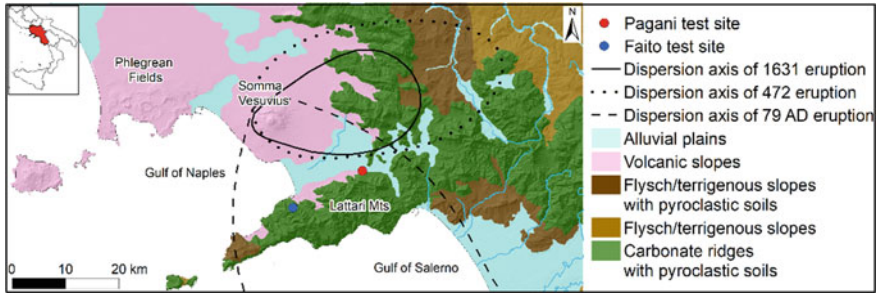 Phlegrean
Fields
Somma
Vesuvius
Gulf of Naples
Lattari Mts
Gulf of Salerno
0 10 20 km
N
Pagani test site
Faito test site
Dispersion axis of 1631 eruption
Dispersion axis of 472 eruption
Dispersion axis of 79 AD eruption
Alluvial plains
Volcanic slopes
Flysch/terrigenous slopes
with pyroclastic soils
Flysch/terrigenous slopes
Carbonate ridges
with pyroclastic soils